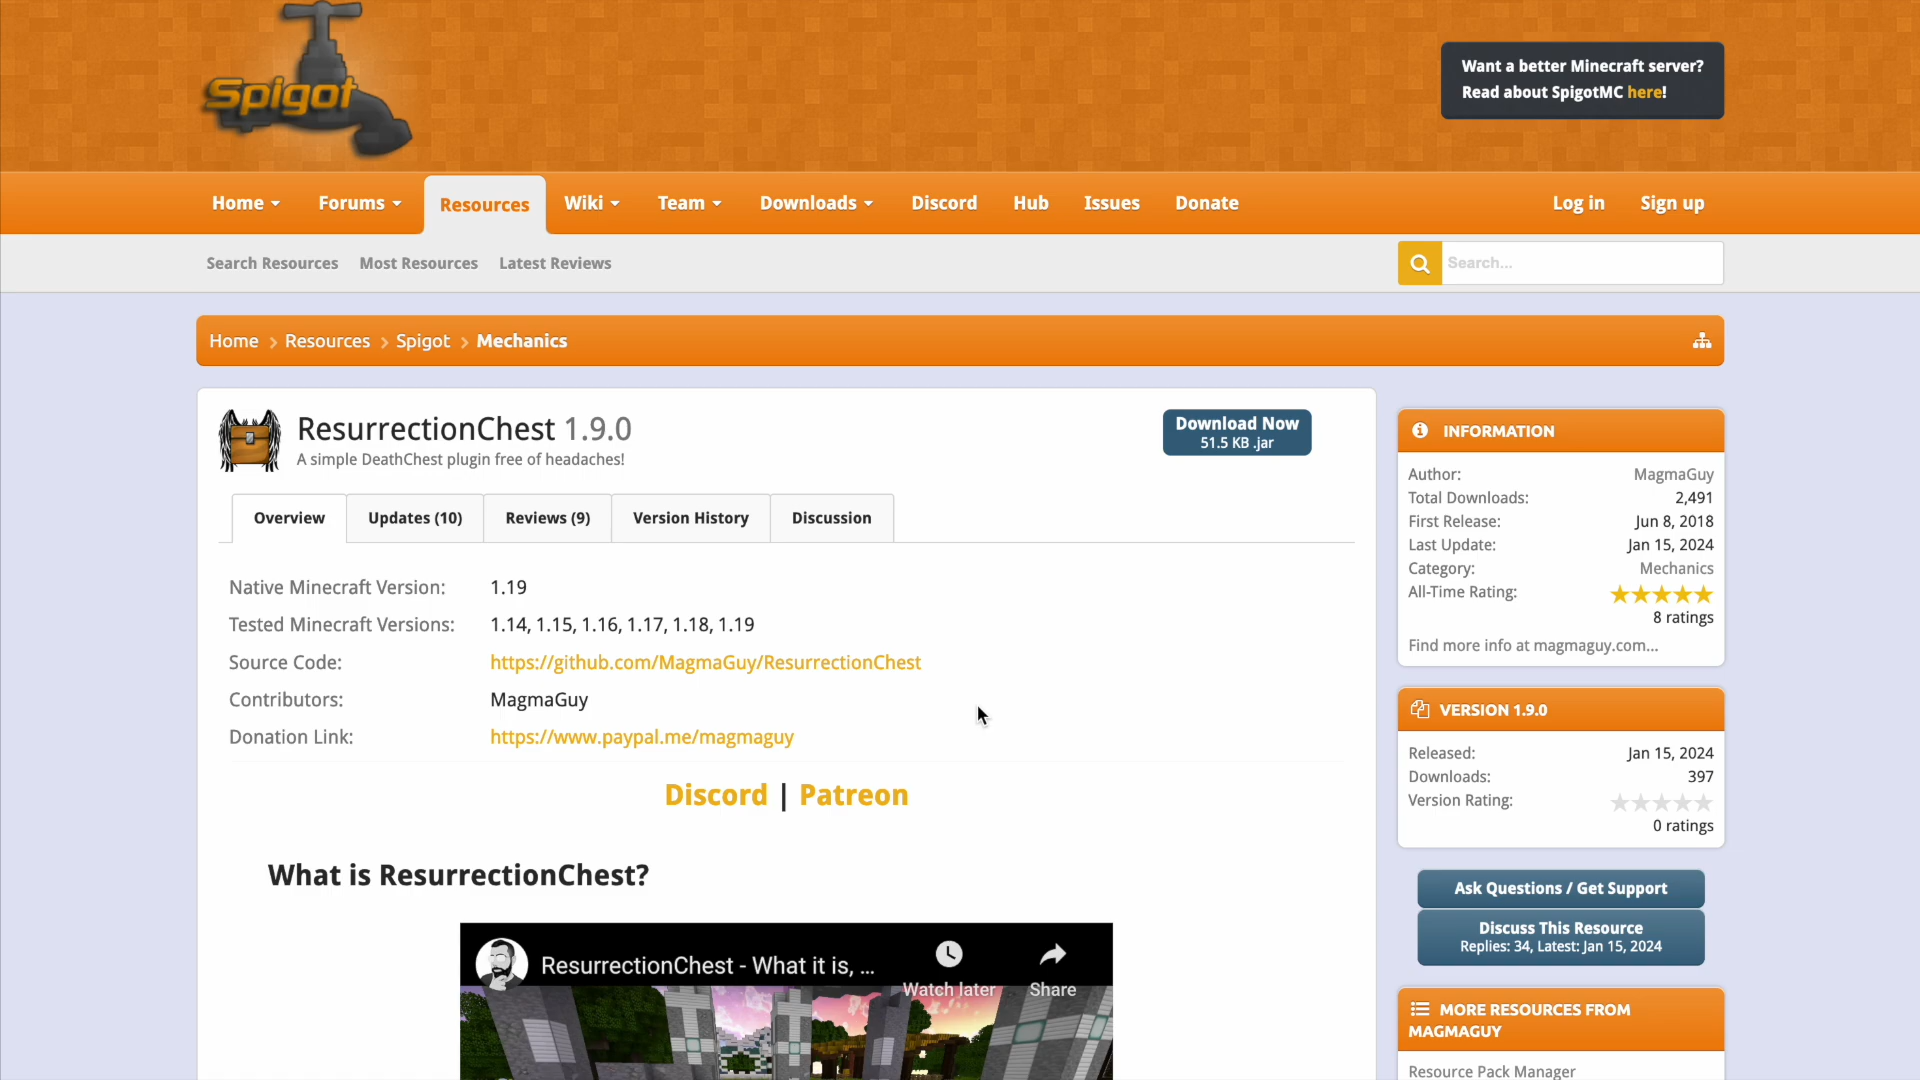 Spigot
Want a better Minecraft server?
Read about SpigotMC here!
Home
Forums
Resources
Wiki
Team
Downloads
Discord
Hub
Issues
Donate
Log in
Sign up
Search Resources
Most Resources
Latest Reviews
Search...
Home
Resources
Spigot
Mechanics
ResurrectionChest 1.9.0
A simple DeathChest plugin free of headaches!
Download Now
51.5 KB .jar
Overview
Updates (10)
Reviews (9)
Version History
Discussion
Native Minecraft Version: 1.19
Tested Minecraft Versions: 1.14, 1.15, 1.16, 1.17, 1.18, 1.19
Source Code: https://github.com/MagmaGuy/ResurrectionChest
Contributors: MagmaGuy
Donation Link: https://www.paypal.me/magmaguy
Discord | Patreon
What is ResurrectionChest?
ResurrectionChest - What it is, ...
Watch later
Share
INFORMATION
Author: MagmaGuy
Total Downloads: 2,491
First Release: Jun 8, 2018
Last Update: Jan 15, 2024
Category: Mechanics
All-Time Rating:
8 ratings
Find more info at magmaguy.com...
VERSION 1.9.0
Released: Jan 15, 2024
Downloads: 397
Version Rating:
0 ratings
Ask Questions / Get Support
Discuss This Resource
Replies: 34, Latest: Jan 15, 2024
MORE RESOURCES FROM
MAGMAGUY
Resource Pack Manager